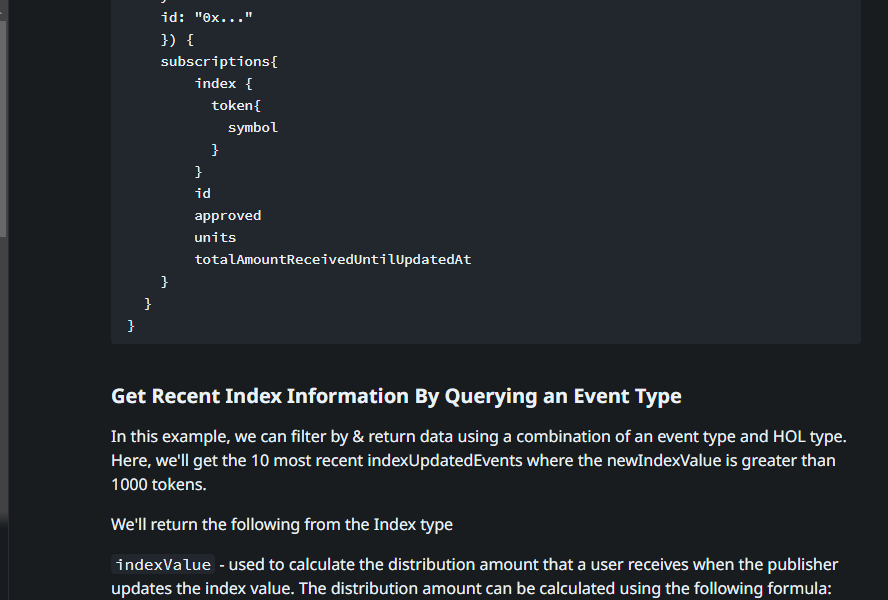 id: "0x..."
}) {
subscriptions{
index {
token{
symbol
}
}
id
approved
units
totalAmountReceivedUntilUpdatedAt
}
}
}
Get Recent Index Information By Querying an Event Type
In this example, we can filter by & return data using a combination of an event type and HOL type.
Here, we'll get the 10 most recent indexUpdatedEvents where the newIndexValue is greater than
1000 tokens.
We'll return the following from the Index type
indexValue - used to calculate the distribution amount that a user receives when the publisher
updates the index value. The distribution amount can be calculated using the following formula: